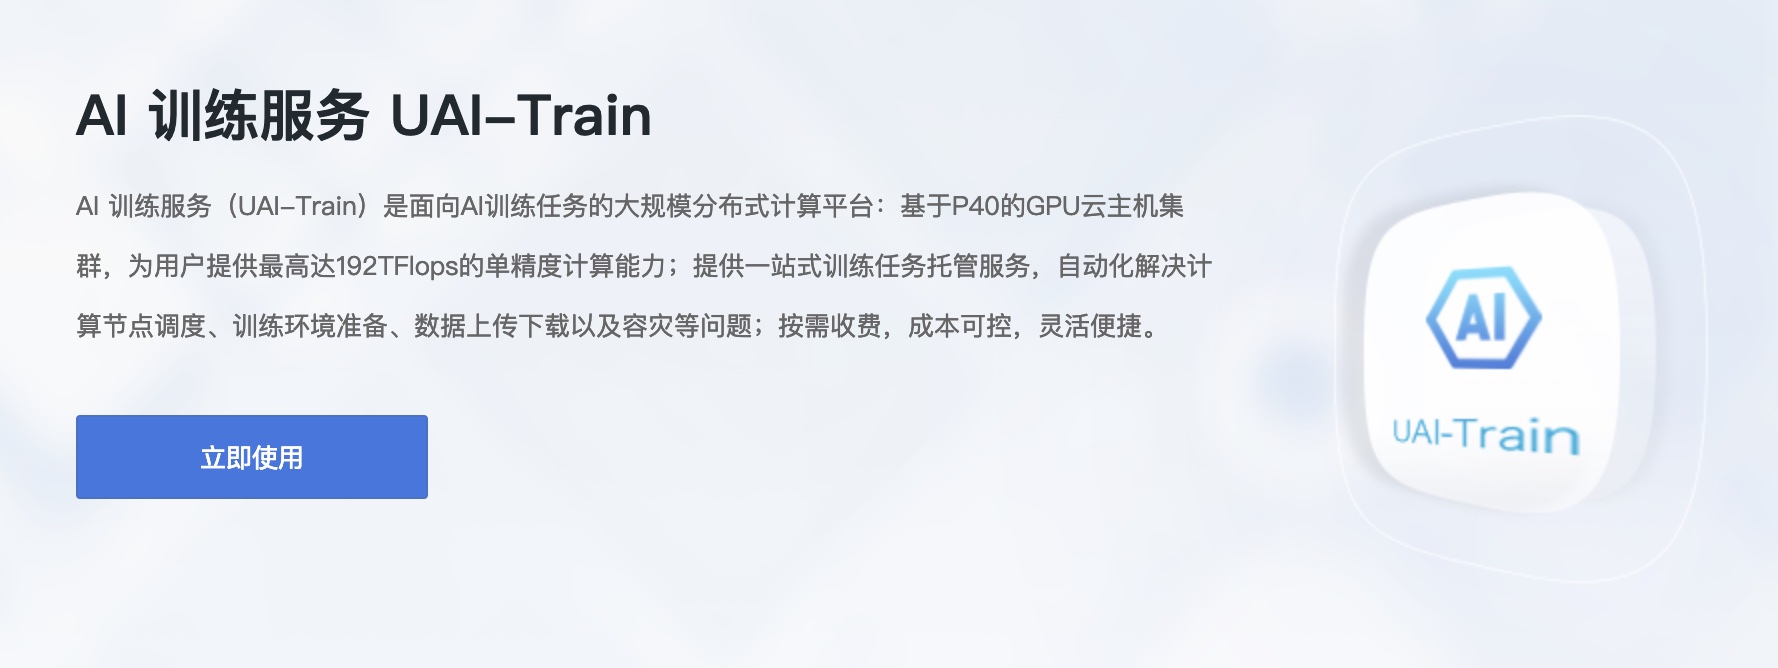 AI 训练服务 UAI-Train
AI 训练服务（UAI-Train）是面向AI训练任务的大规模分布式计算平台：基于P40的GPU云主机集
群，为用户提供最高达192TFlops的单精度计算能力；提供一站式训练任务托管服务，自动化解决计
算节点调度、训练环境准备、数据上传下载以及容灾等问题；按需收费，成本可控，灵活便捷。
立即使用
AI
UAI-Train